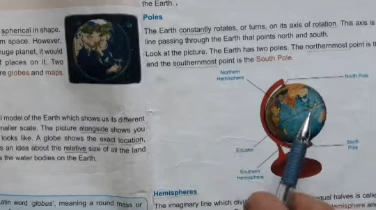 the Earth.
Poles
The Earth constantly rotates, or turns, on its axis of rotation. This axis is
line passing through the Earth that points north and south.
Look at the picture. The Earth has two poles. The northernmost point is
and the southernmost point is the South Pole.
spherical in shape.
m space. However,
huge planet, it would
places on it. Two
re globes and maps.
Northern
Hemisphere
South Pole
Equator
South
Pole
Southern
Hemisphere
l model of the Earth which shows us its different
maller scale. The picture alongside shows you
looks like. A globe shows the exact location,
s an idea about the relative size of all the land
s the water bodies on the Earth.
atin word 'globus', meaning a round mass or
Hemispheres
The imaginary line which divi
equal halves is calle